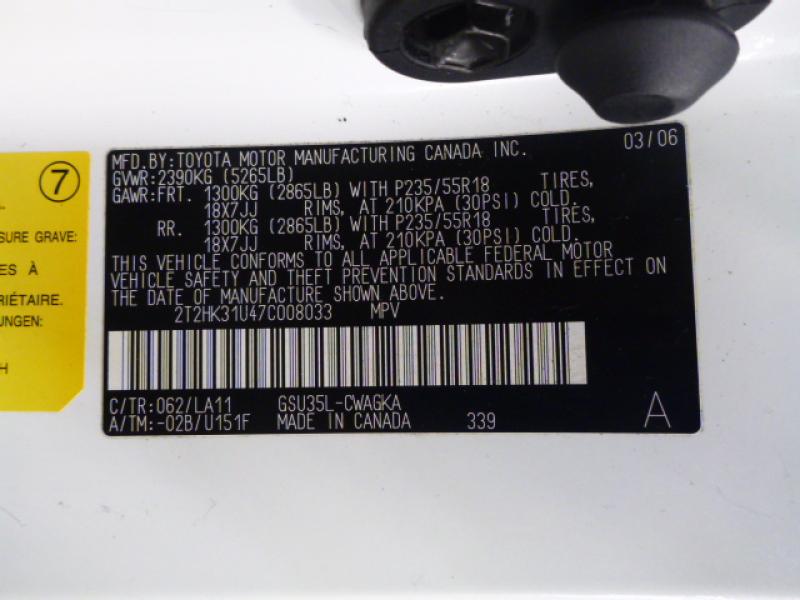 7
L
SURE GRAVE:
ES À
RIÉTAIRE.
UNGEN:
H
03/06
MFD.BY:TOYOTA MOTOR MANUFACTURING CANADA INC.
GVWR:2390KG (5265LB)
GAWR:FRT. 1300KG (2865LB) WITH P235/55R18 TIRES,
18X7JJ RIMS, AT 210KPA (30PSI) COLD.
RR. 1300KG (2865LB) WITH P235/55R18 TIRES,
18X7JJ RIMS, AT 210KPA (30PSI) COLD.
THIS VEHICLE CONFORMS TO ALL APPLICABLE FEDERAL MOTOR
VEHICLE SAFETY AND THEFT PREVENTION STANDARDS IN EFFECT ON
THE DATE OF MANUFACTURE SHOWN ABOVE.
2T2HK31U47C008033 MPV
C/TR:062/LA11 GSU35L-CWAGKA
A/TM:-02B/U151F MADE IN CANADA 339 A